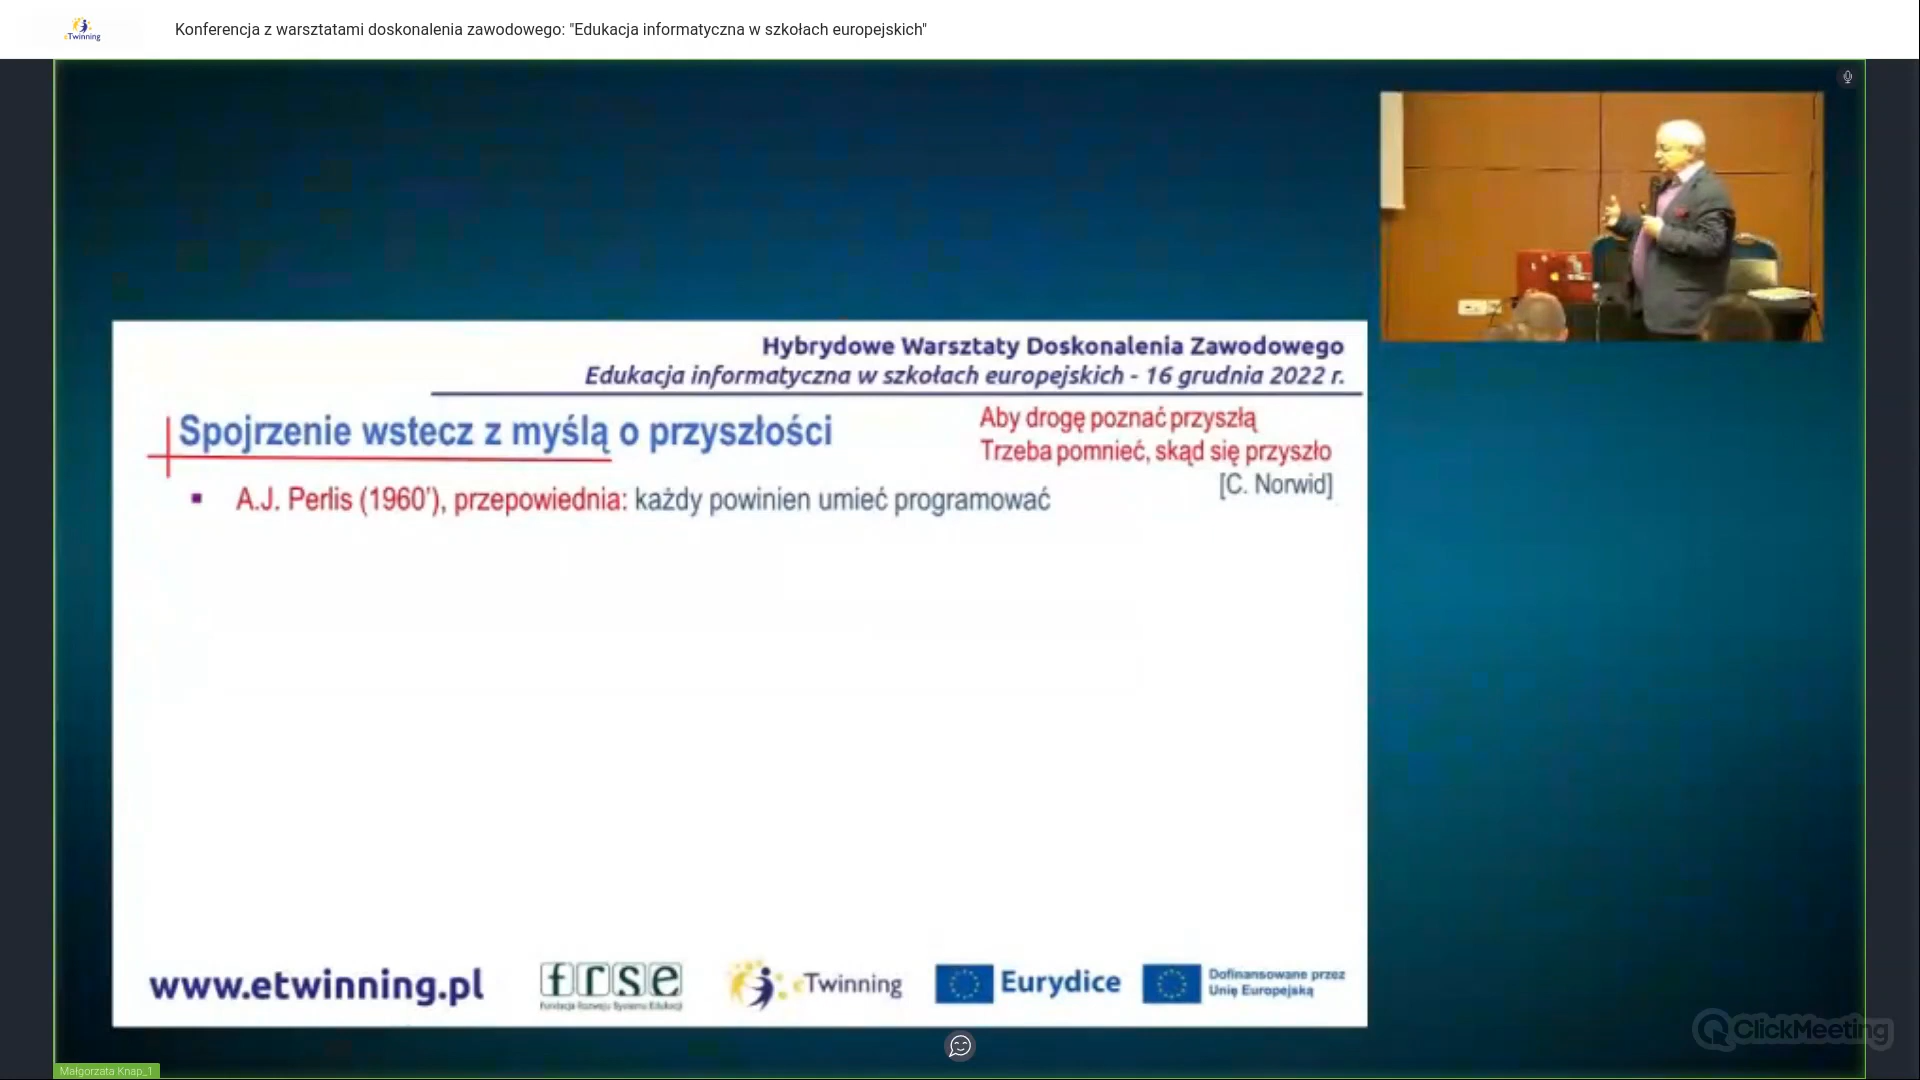 eTwinning
Konferencja z warsztatami doskonalenia zawodowego: "Edukacja informatyczna w szkołach europejskich"
Hybrydowe Warsztaty Doskonalenia Zawodowego
Edukacja informatyczna w szkołach europejskich - 16 grudnia 2022 r.
Spojrzenie wstecz z myślą o przyszłości
Aby drogę poznać przyszłą
Trzeba pomnieć, skąd się przyszło
[C. Norwid]
▪ A.J. Perlis (1960'), przepowiednia: każdy powinien umieć programować
www.etwinning.pl
frse
Fundacja Rozwoju Systemu Edukacji
eTwinning
Eurydice
Dofinansowane przez
Unię Europejską
ClickMeeting
Małgorzata Knap_1